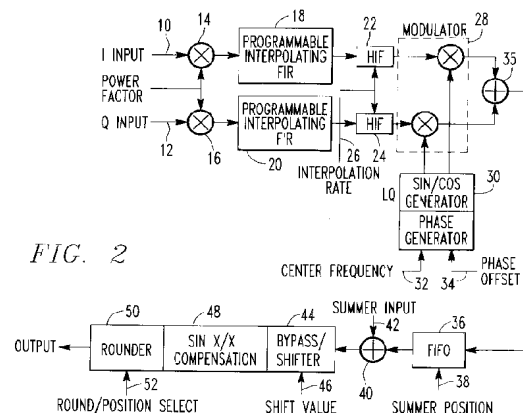 10
14
18
22
MODULATOR
28
I INPUT
PROGRAMMABLE
INTERPOLATING
FIR
HIF
35
POWER
FACTOR
Q INPUT
PROGRAMMABLE
INTERPOLATING
FIR
HIF
12
16
20
26
24
INTERPOLATION
RATE
LQ
SIN/COS
GENERATOR
30
PHASE
GENERATOR
FIG. 2
CENTER FREQUENCY
32
34
PHASE
OFFSET
50
48
44
SUMMER INPUT
42
36
OUTPUT
ROUNDER
SIN X/X
COMPENSATION
BYPASS/
SHIFTER
FIFO
52
46
40
38
ROUND/POSITION SELECT
SHIFT VALUE
SUMMER POSITION